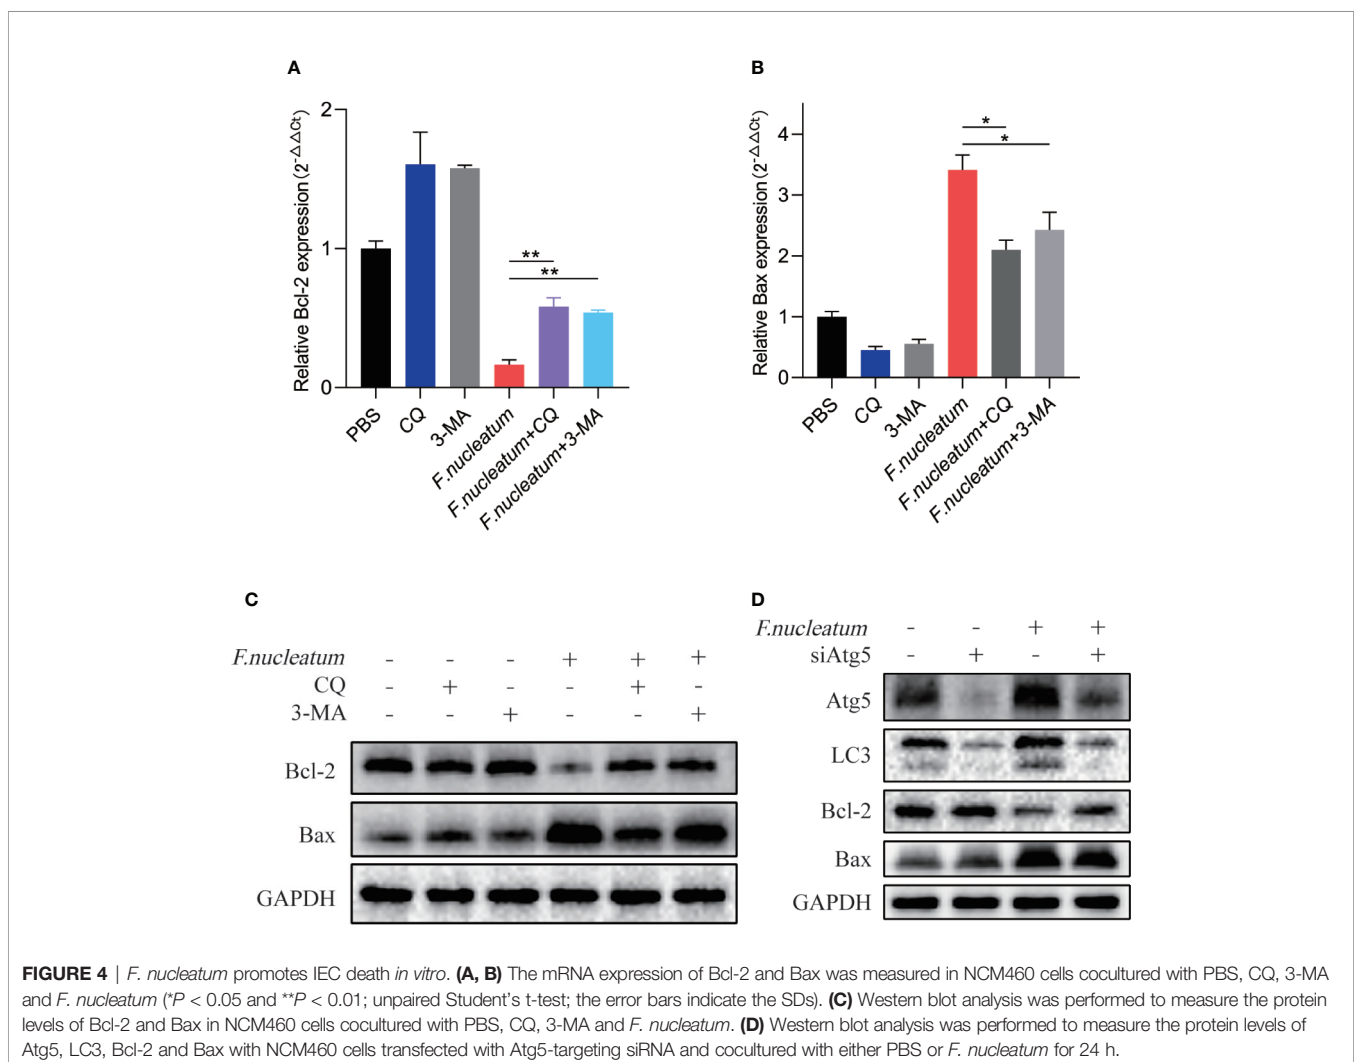 A
Relative Bcl-2 expression (2^-△△Ct)
2
1
0
**
**
PBS
CQ
3-MA
F.nucleatum
F.nucleatum+CQ
F.nucleatum+3-MA
B
Relative Bax expression (2^-△△Ct)
4
3
2
1
0
*
*
PBS
CQ
3-MA
F.nucleatum
F.nucleatum+CQ
F.nucleatum+3-MA
C
F.nucleatum - - - + + +
CQ - + - - + -
3-MA - - + - - +
Bcl-2
Bax
GAPDH
D
F.nucleatum - - + +
siAtg5 - + - +
Atg5
LC3
Bcl-2
Bax
GAPDH
FIGURE 4 | F. nucleatum promotes IEC death in vitro. (A, B) The mRNA expression of Bcl-2 and Bax was measured in NCM460 cells cocultured with PBS, CQ, 3-MA
and F. nucleatum (*P < 0.05 and **P < 0.01; unpaired Student's t-test; the error bars indicate the SDs). (C) Western blot analysis was performed to measure the protein
levels of Bcl-2 and Bax in NCM460 cells cocultured with PBS, CQ, 3-MA and F. nucleatum. (D) Western blot analysis was performed to measure the protein levels of
Atg5, LC3, Bcl-2 and Bax with NCM460 cells transfected with Atg5-targeting siRNA and cocultured with either PBS or F. nucleatum for 24 h.